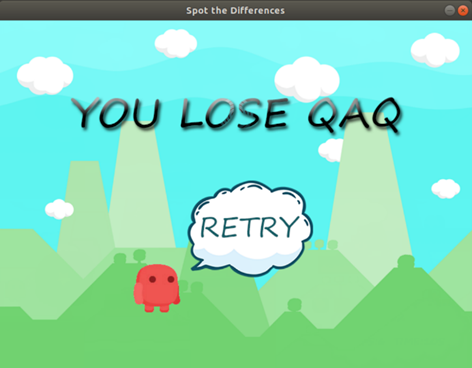 Spot the Differences
YOU LOSE QAQ
RETRY